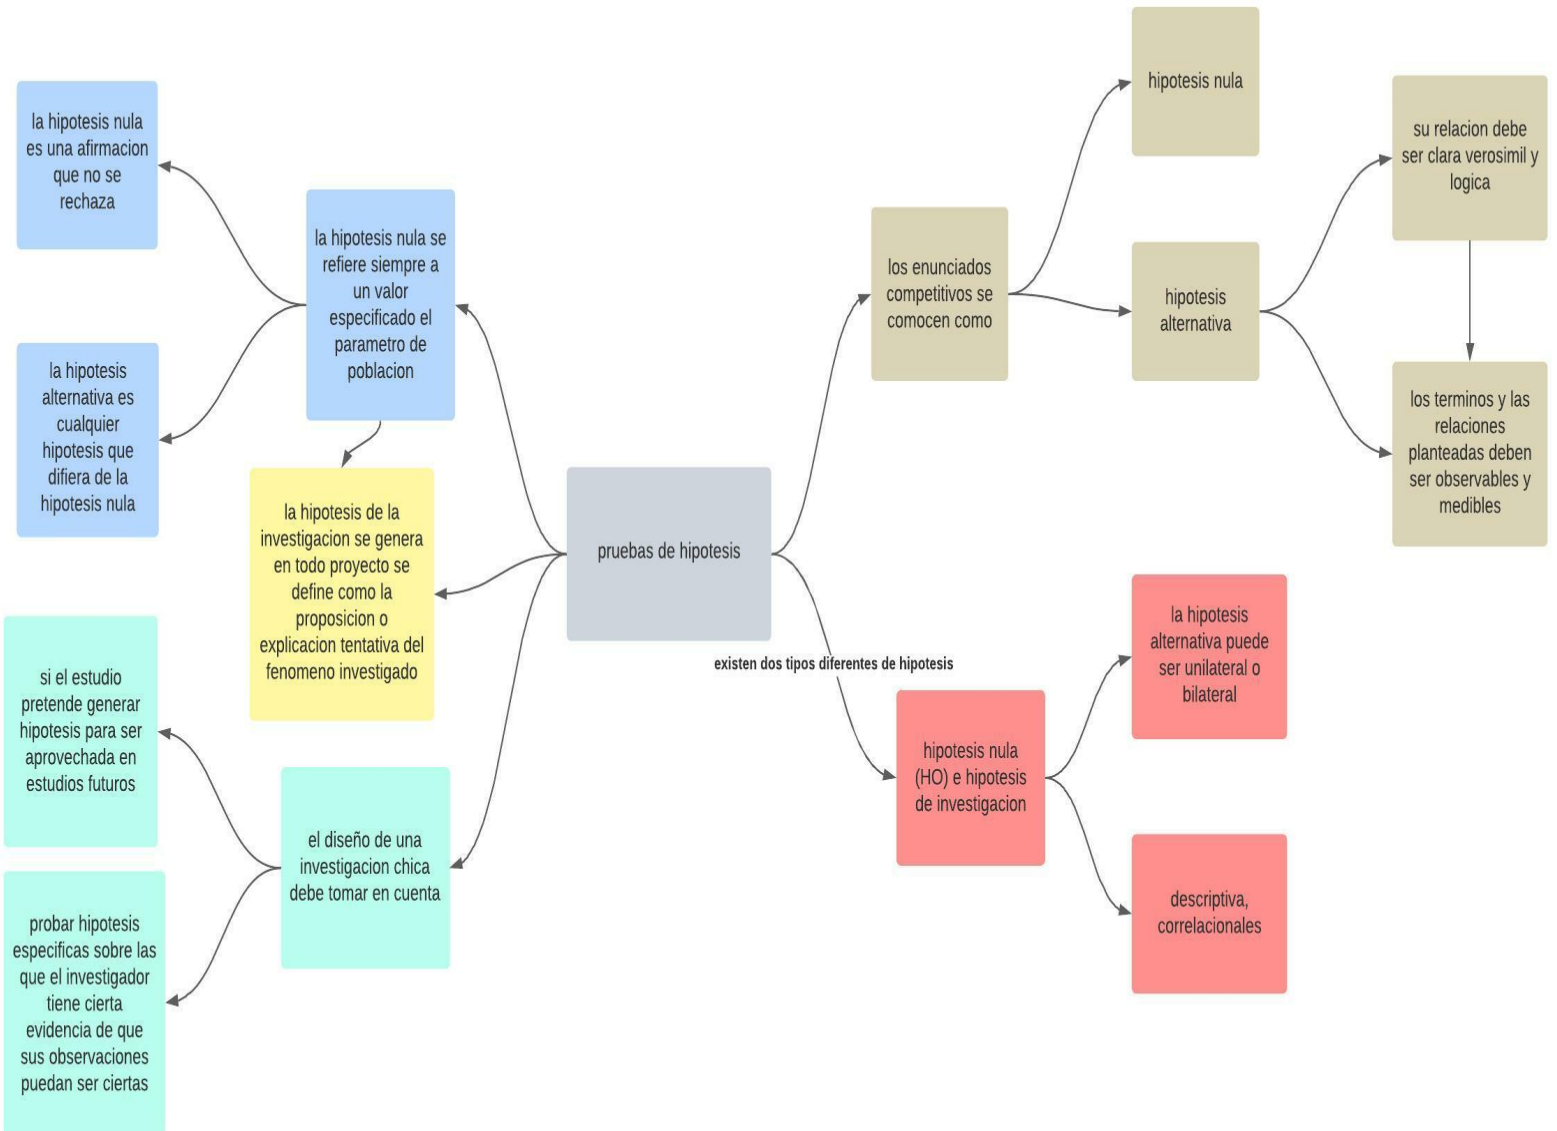 hipotesis nula
la hipotesis nula
es una afirmacion
que no se
rechaza
su relacion debe
ser clara verosimil y
logica
la hipotesis nula se
refiere siempre a
un valor
especificado el
parametro de
poblacion
los enunciados
competitivos se
comocen como
hipotesis
alternativa
la hipotesis
alternativa es
cualquier
hipotesis que
difiera de la
hipotesis nula
los terminos y las
relaciones
planteadas deben
ser observables y
medibles
la hipotesis de la
investigacion se genera
en todo proyecto se
define como la
proposicion o
explicacion tentativa del
fenomeno investigado
pruebas de hipotesis
existen dos tipos diferentes de hipotesis
la hipotesis
alternativa puede
ser unilateral o
bilateral
si el estudio
pretende generar
hipotesis para ser
aprovechada en
estudios futuros
hipotesis nula
(HO) e hipotesis
de investigacion
el diseño de una
investigacion chica
debe tomar en cuenta
descriptiva,
correlacionales
probar hipotesis
especificas sobre las
que el investigador
tiene cierta
evidencia de que
sus observaciones
puedan ser ciertas